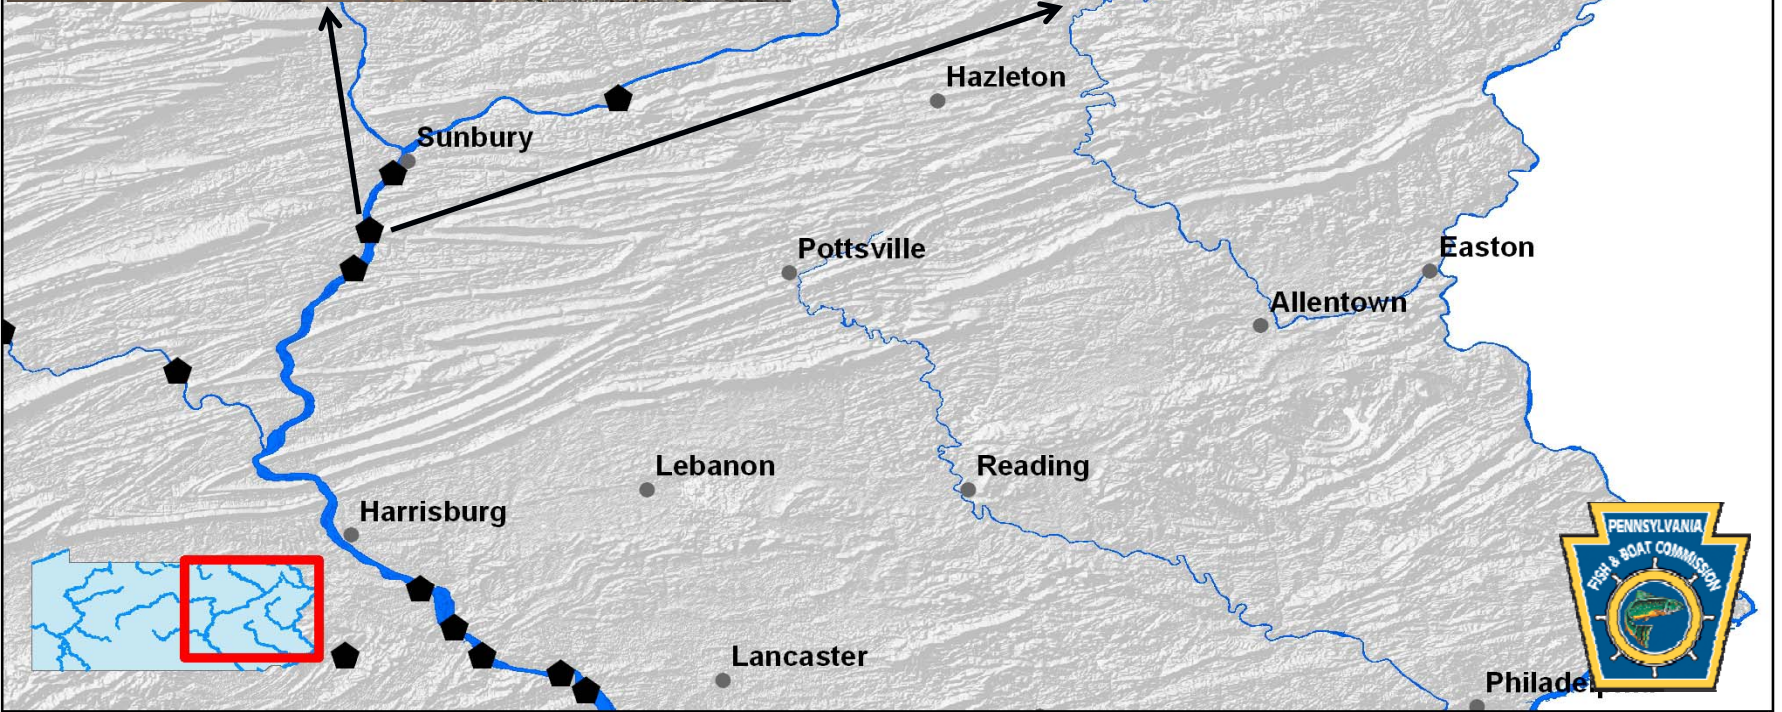 Hazleton
Sunbury
Pottsville
Easton
Allentown
Lebanon
Reading
Harrisburg
PENNSYLVANIA
FISH & BOAT COMMISSION
Lancaster